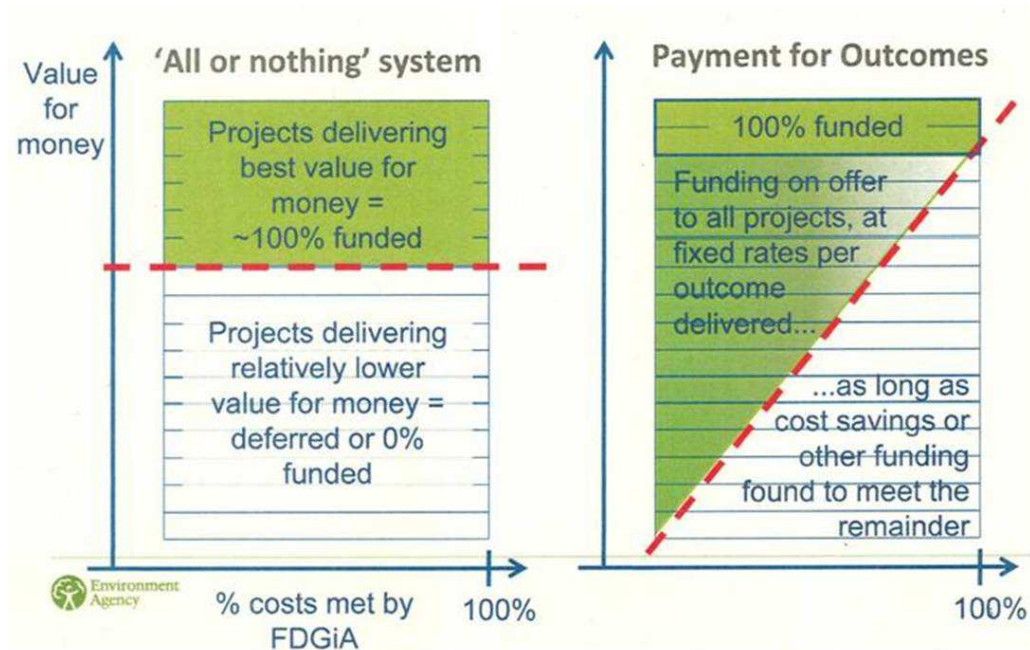 Value
for
money
‘All or nothing’ system
Projects delivering
best value for
money =
~100% funded
Projects delivering
relatively lower
value for money =
deferred or 0%
funded
% costs met by
FDGiA
100%
Environment
Agency
Payment for Outcomes
100% funded
Funding on offer
to all projects, at
fixed rates per
outcome
delivered...
...as long as
cost savings or
other funding
found to meet the
remainder
100%